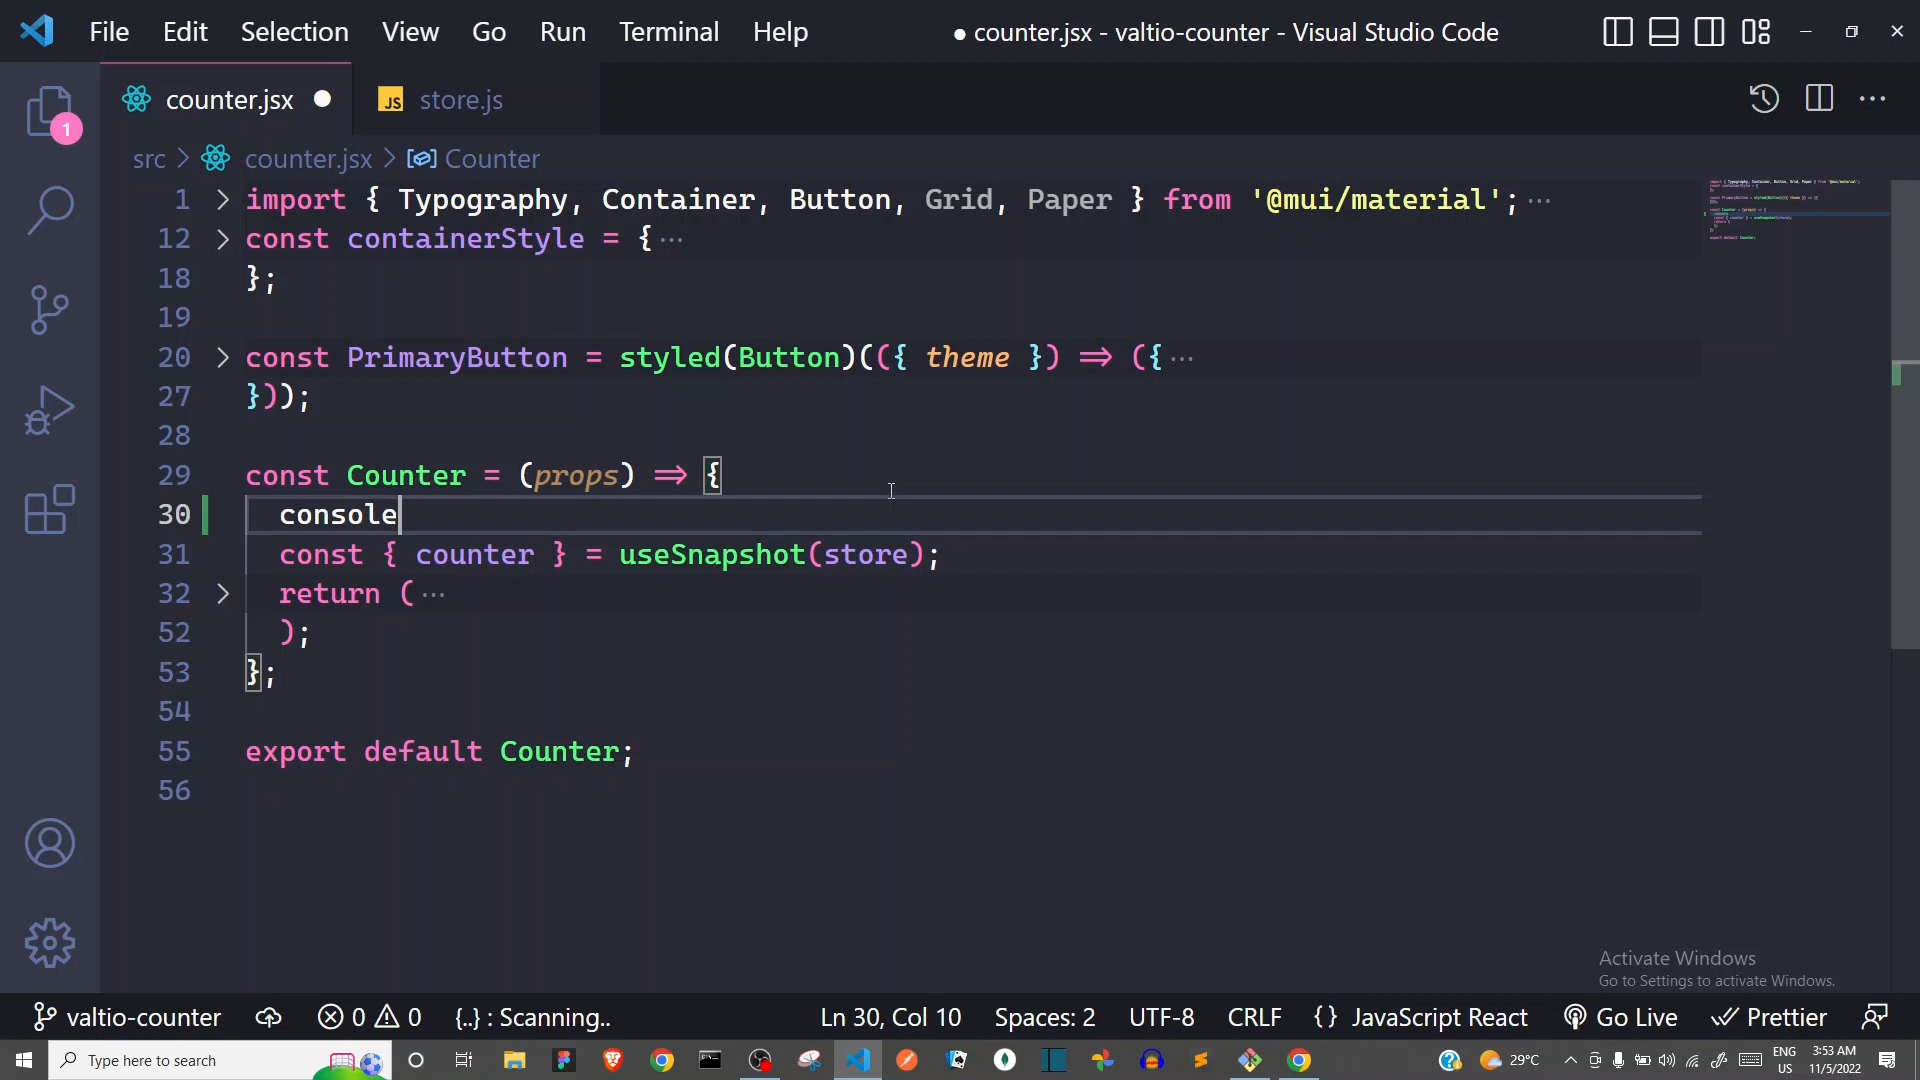 File Edit Selection View Go Run Terminal Help ● counter.jsx - valtio-counter - Visual Studio Code
counter.jsx ● JS store.js
1
src > counter.jsx > Counter
1 import { Typography, Container, Button, Grid, Paper } from '@mui/material'; ···
12 const containerStyle = { ···
18 };
19
20 const PrimaryButton = styled(Button)(({ theme }) => ({ ···
27 }));
28
29 const Counter = (props) => {
30 console
31 const { counter } = useSnapshot(store);
32 return ( ···
52 );
53 };
54
55 export default Counter;
56
Activate Windows
Go to Settings to activate Windows.
valtio-counter 0 0 {..} : Scanning.. Ln 30, Col 10 Spaces: 2 UTF-8 CRLF {} JavaScript React Go Live Prettier
Type here to search 29°C ENG US 3:53 AM 11/5/2022